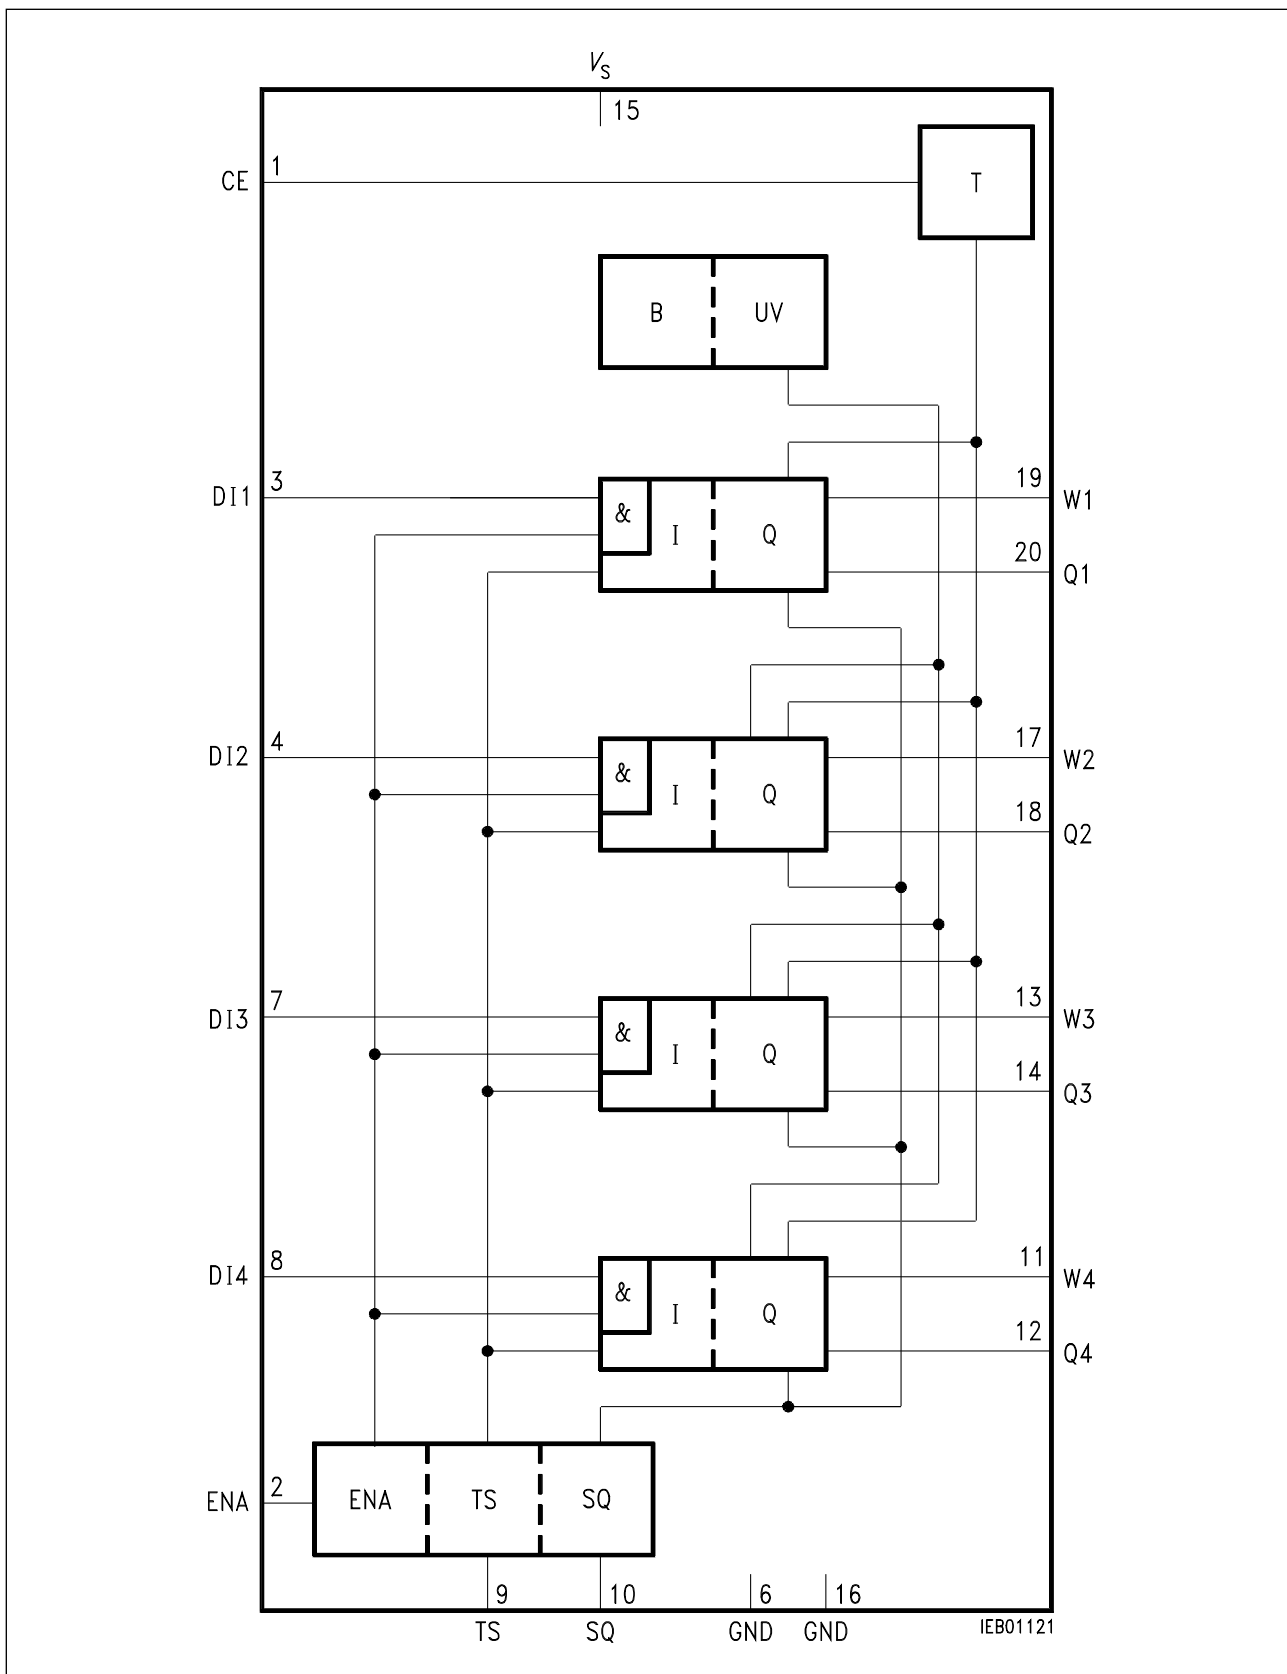 VS
15
1
CE
T
B UV
3
DI1
19
W1
&
I Q
20
Q1
4
DI2
17
W2
&
I Q
18
Q2
7
DI3
13
W3
&
I Q
14
Q3
8
DI4
11
W4
&
I Q
12
Q4
2
ENA
ENA TS SQ
9 10 6 16
TS SQ GND GND
IEB01121